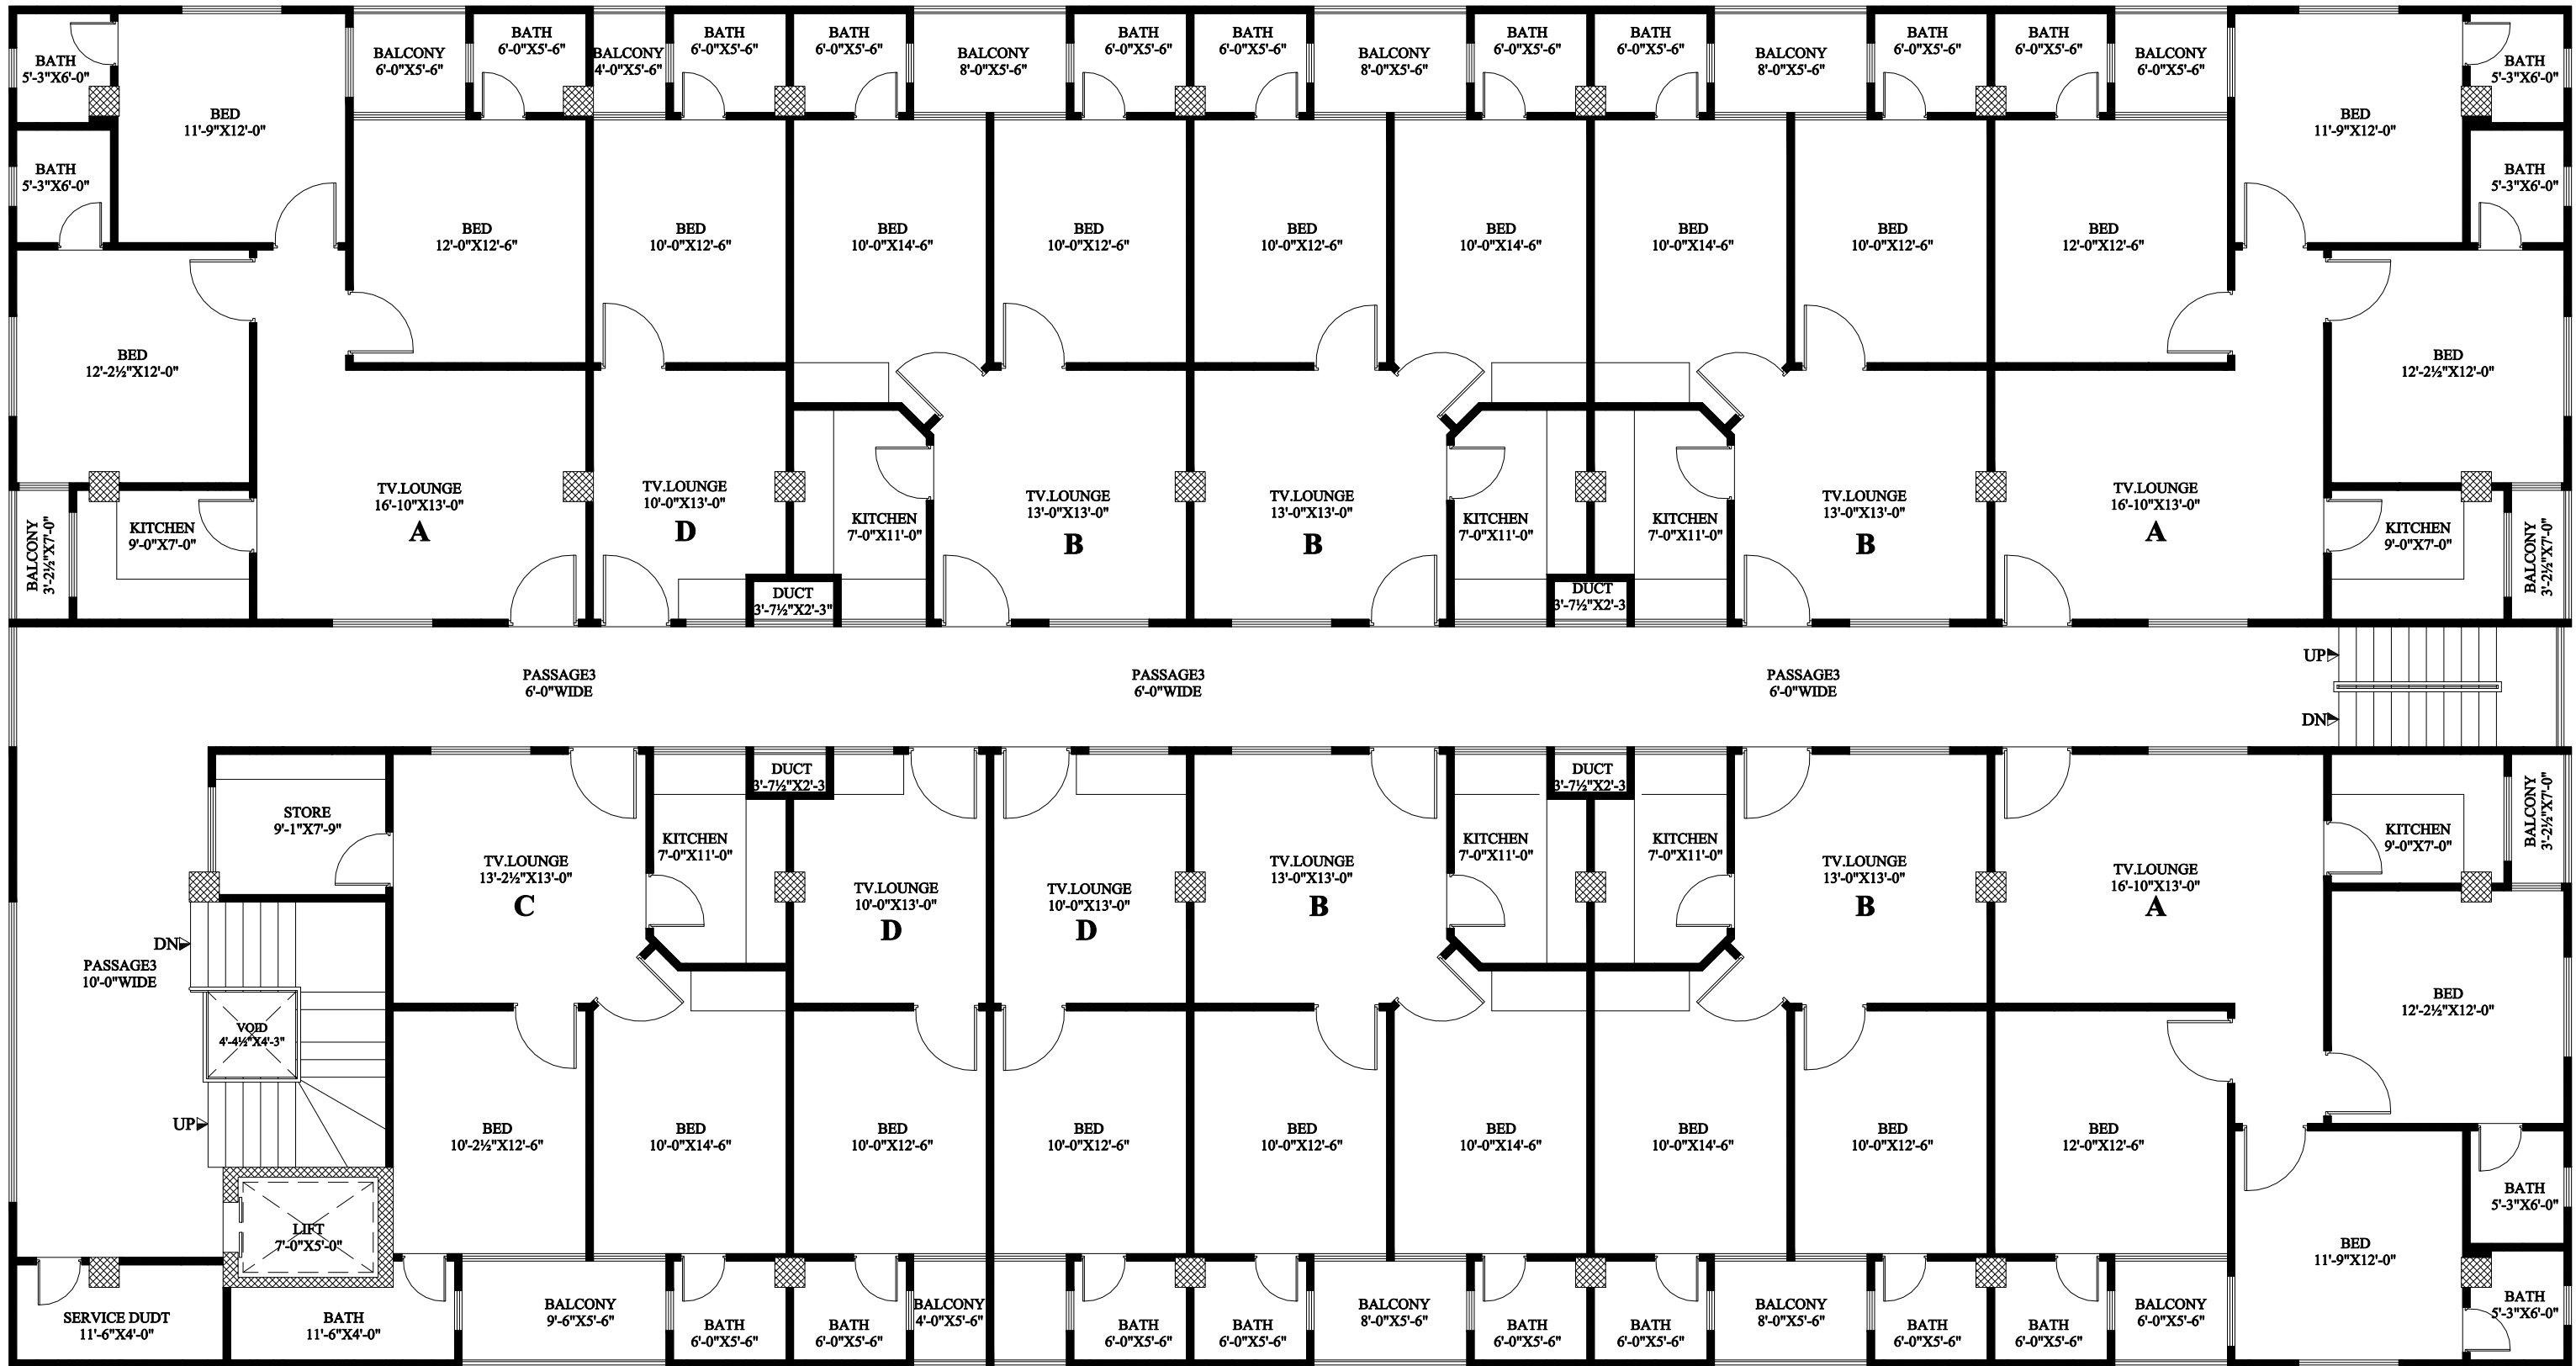 BATH
5'-3"X6'-0"
BALCONY
6'-0"X5'-6"
BATH
6'-0"X5'-6"
BALCONY
4'-0"X5'-6"
BATH
6'-0"X5'-6"
BATH
6'-0"X5'-6"
BALCONY
8'-0"X5'-6"
BATH
6'-0"X5'-6"
BATH
6'-0"X5'-6"
BALCONY
8'-0"X5'-6"
BATH
6'-0"X5'-6"
BATH
6'-0"X5'-6"
BALCONY
8'-0"X5'-6"
BATH
6'-0"X5'-6"
BATH
6'-0"X5'-6"
BALCONY
6'-0"X5'-6"
BATH
5'-3"X6'-0"
BED
11'-9"X12'-0"
BED
11'-9"X12'-0"
BATH
5'-3"X6'-0"
BATH
5'-3"X6'-0"
BED
12'-0"X12'-6"
BED
10'-0"X12'-6"
BED
10'-0"X14'-6"
BED
10'-0"X12'-6"
BED
10'-0"X12'-6"
BED
10'-0"X14'-6"
BED
10'-0"X14'-6"
BED
10'-0"X12'-6"
BED
12'-0"X12'-6"
BED
12'-2½"X12'-0"
BED
12'-2½"X12'-0"
BALCONY
3'-2½"X7'-0"
KITCHEN
9'-0"X7'-0"
TV.LOUNGE
16'-10"X13'-0"
A
TV.LOUNGE
10'-0"X13'-0"
D
KITCHEN
7'-0"X11'-0"
TV.LOUNGE
13'-0"X13'-0"
B
TV.LOUNGE
13'-0"X13'-0"
B
KITCHEN
7'-0"X11'-0"
KITCHEN
7'-0"X11'-0"
TV.LOUNGE
13'-0"X13'-0"
B
TV.LOUNGE
16'-10"X13'-0"
A
KITCHEN
9'-0"X7'-0"
BALCONY
3'-2½"X7'-0"
DUCT
3'-7½"X2'-3"
DUCT
3'-7½"X2'-3
PASSAGE3
6'-0"WIDE
PASSAGE3
6'-0"WIDE
PASSAGE3
6'-0"WIDE
UP
DN
DUCT
3'-7½"X2'-3
DUCT
3'-7½"X2'-3
STORE
9'-1"X7'-9"
TV.LOUNGE
13'-2½"X13'-0"
C
KITCHEN
7'-0"X11'-0"
TV.LOUNGE
10'-0"X13'-0"
D
TV.LOUNGE
10'-0"X13'-0"
D
TV.LOUNGE
13'-0"X13'-0"
B
KITCHEN
7'-0"X11'-0"
KITCHEN
7'-0"X11'-0"
TV.LOUNGE
13'-0"X13'-0"
B
TV.LOUNGE
16'-10"X13'-0"
A
KITCHEN
9'-0"X7'-0"
BALCONY
3'-2½"X7'-0"
DN
PASSAGE3
10'-0"WIDE
VOID
4'-4½"X4'-3"
UP
BED
12'-2½"X12'-0"
BED
10'-2½"X12'-6"
BED
10'-0"X14'-6"
BED
10'-0"X12'-6"
BED
10'-0"X12'-6"
BED
10'-0"X12'-6"
BED
10'-0"X14'-6"
BED
10'-0"X14'-6"
BED
10'-0"X12'-6"
BED
12'-0"X12'-6"
BATH
5'-3"X6'-0"
LIFT
7'-0"X5'-0"
BED
11'-9"X12'-0"
SERVICE DUDT
11'-6"X4'-0"
BATH
11'-6"X4'-0"
BALCONY
9'-6"X5'-6"
BATH
6'-0"X5'-6"
BATH
6'-0"X5'-6"
BALCONY
4'-0"X5'-6"
BATH
6'-0"X5'-6"
BATH
6'-0"X5'-6"
BALCONY
8'-0"X5'-6"
BATH
6'-0"X5'-6"
BATH
6'-0"X5'-6"
BALCONY
8'-0"X5'-6"
BATH
6'-0"X5'-6"
BATH
6'-0"X5'-6"
BALCONY
6'-0"X5'-6"
BATH
5'-3"X6'-0"